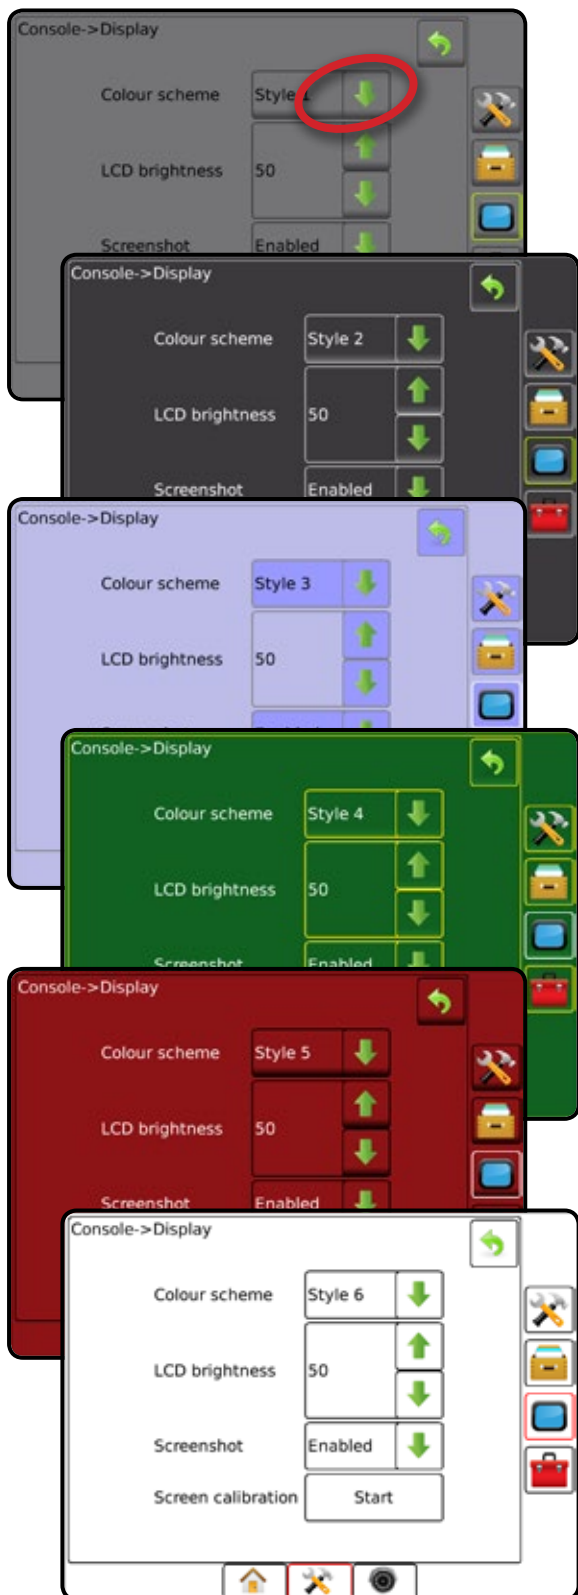 Console->Display
Colour scheme Style 1
LCD brightness 50
Screenshot Enabled
Console->Display
Colour scheme Style 2
LCD brightness 50
Screenshot Enabled
Console->Display
Colour scheme Style 3
LCD brightness 50
Console->Display
Colour scheme Style 4
LCD brightness 50
Screenshot Enabled
Console->Display
Colour scheme Style 5
LCD brightness 50
Screenshot Enabled
Console->Display
Colour scheme Style 6
LCD brightness 50
Screenshot Enabled
Screen calibration Start